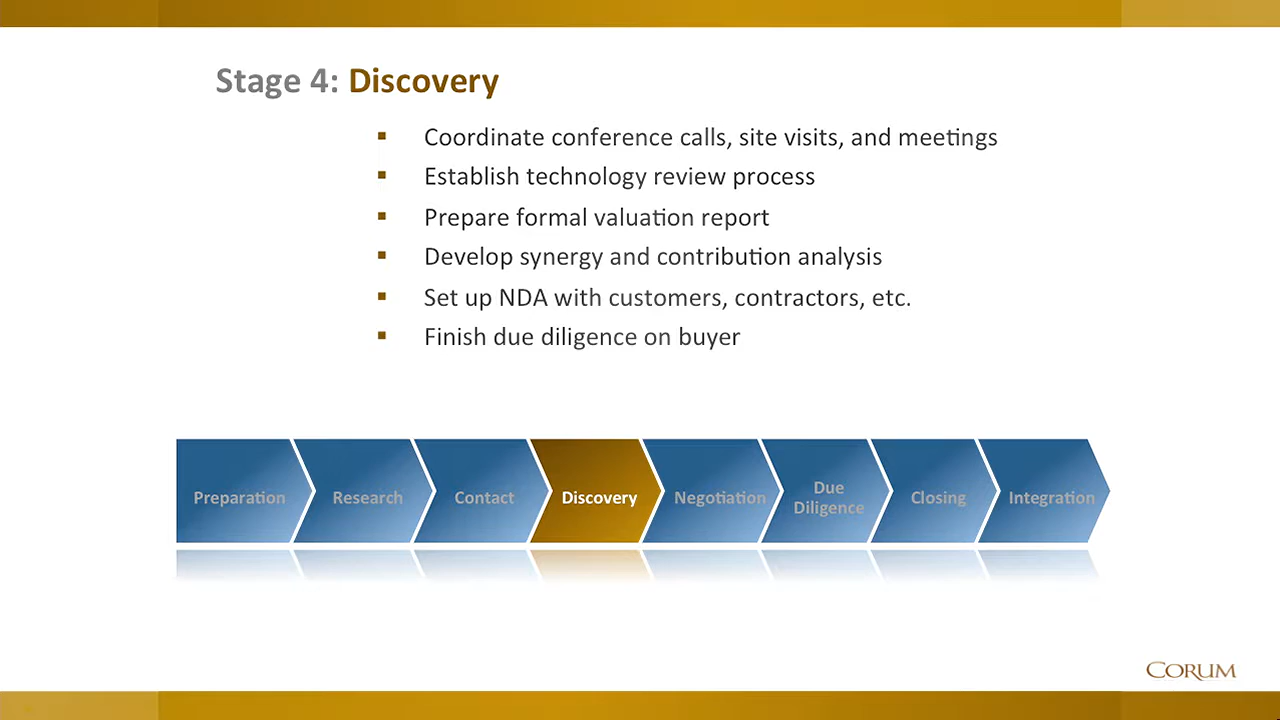 Stage 4: Discovery
▪ Coordinate conference calls, site visits, and meetings
▪ Establish technology review process
▪ Prepare formal valuation report
▪ Develop synergy and contribution analysis
▪ Set up NDA with customers, contractors, etc.
▪ Finish due diligence on buyer
Preparation
Research
Contact
Discovery
Negotiation
Due
Diligence
Closing
Integration
CORUM